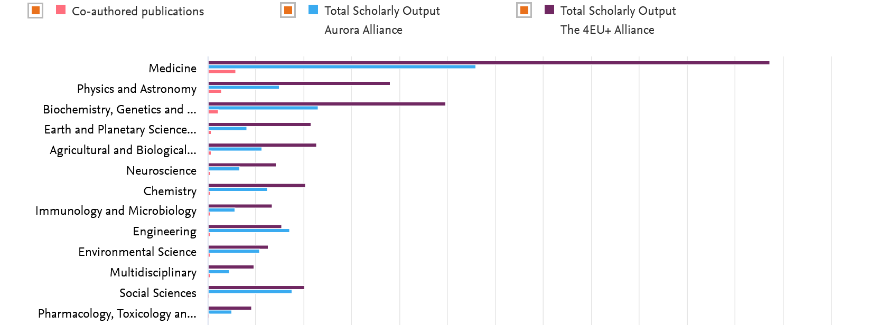 Co-authored publications
Total Scholarly Output
Aurora Alliance
Total Scholarly Output
The 4EU+ Alliance
Medicine
Physics and Astronomy
Biochemistry, Genetics and ...
Earth and Planetary Science...
Agricultural and Biological...
Neuroscience
Chemistry
Immunology and Microbiology
Engineering
Environmental Science
Multidisciplinary
Social Sciences
Pharmacology, Toxicology an...